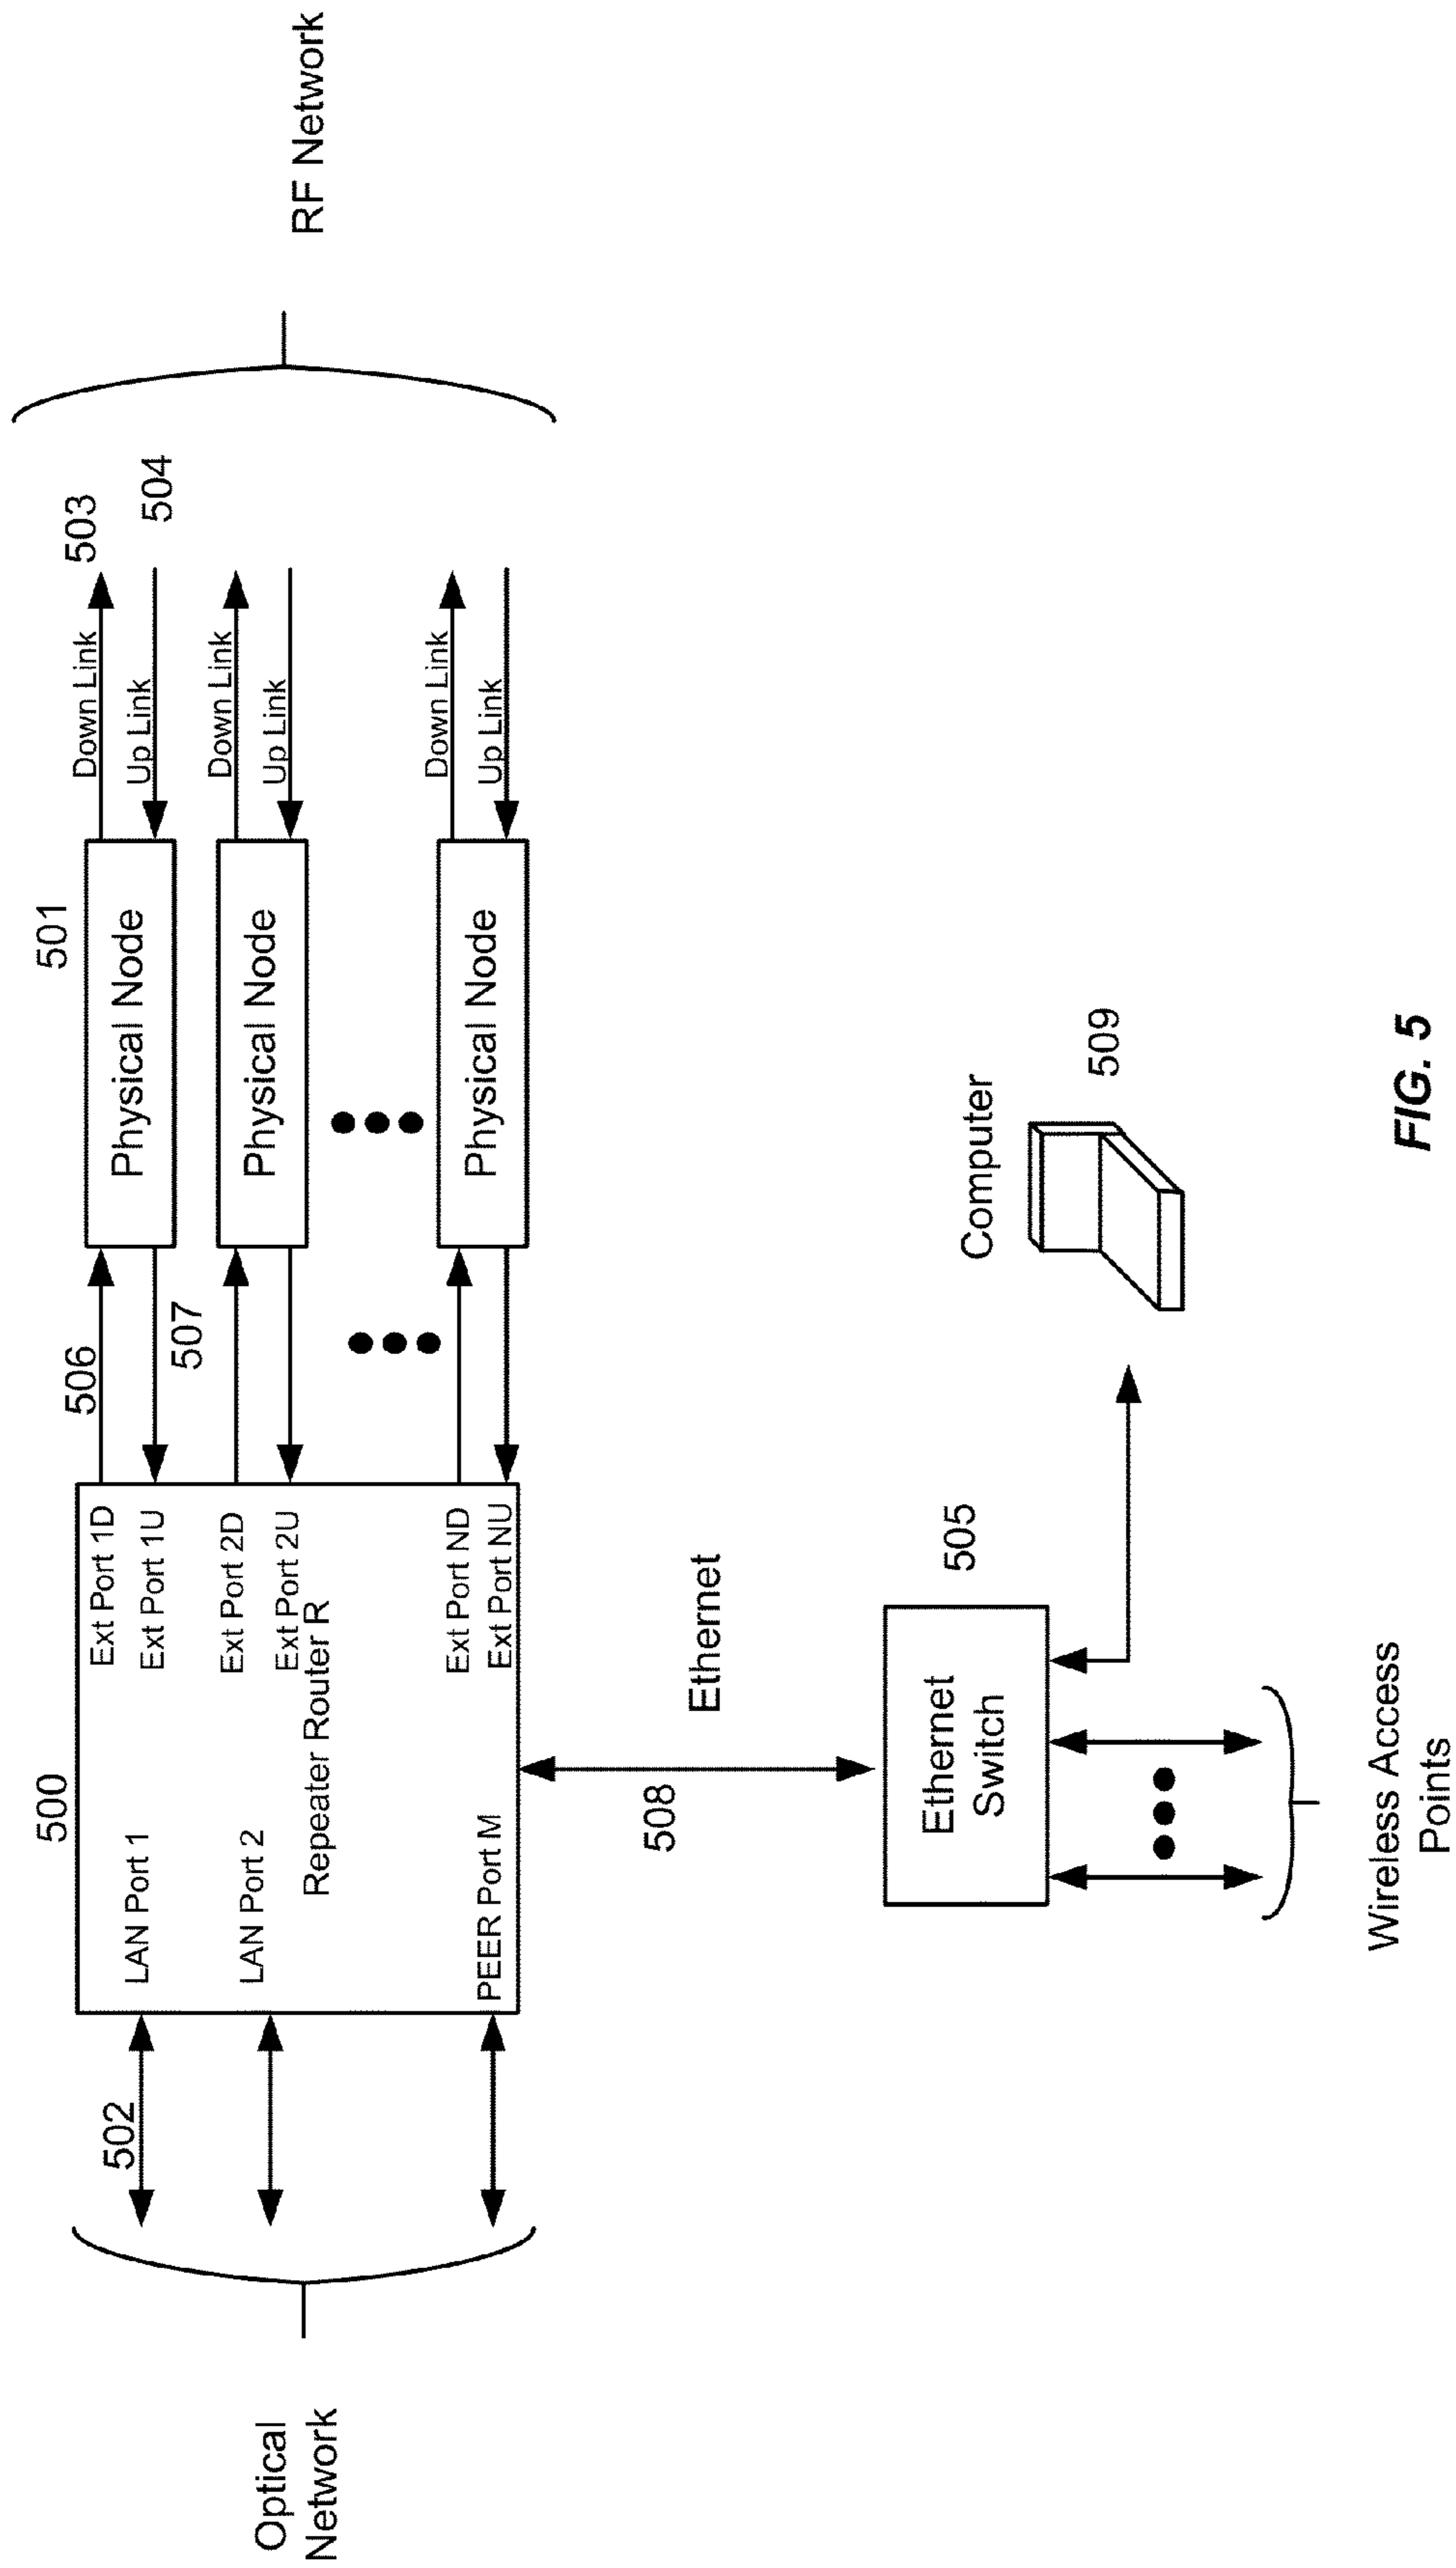 500
501
503
504
506
507
502
LAN Port 1
LAN Port 2
PEER Port M
Repeater Router R
Ext Port 1D
Ext Port 1U
Ext Port 2D
Ext Port 2U
Ext Port ND
Ext Port NU
Physical Node
Physical Node
Physical Node
Down Link
Up Link
Down Link
Up Link
Down Link
Up Link
Optical
Network
RF Network
508
Ethernet
505
Ethernet
Switch
Computer
509
Wireless Access
Points
FIG. 5